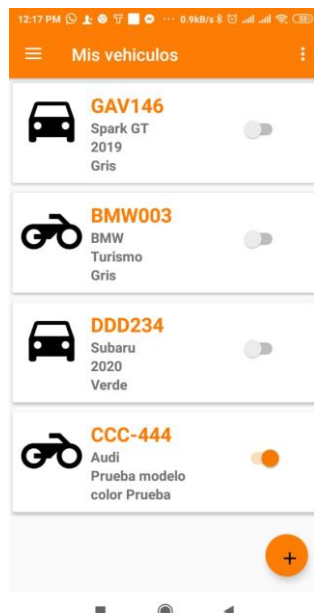 12:17 PM ... 0.9kB/s
Mis vehiculos
GAV146
Spark GT
2019
Gris
BMW003
BMW
Turismo
Gris
DDD234
Subaru
2020
Verde
CCC-444
Audi
Prueba modelo
color Prueba
+